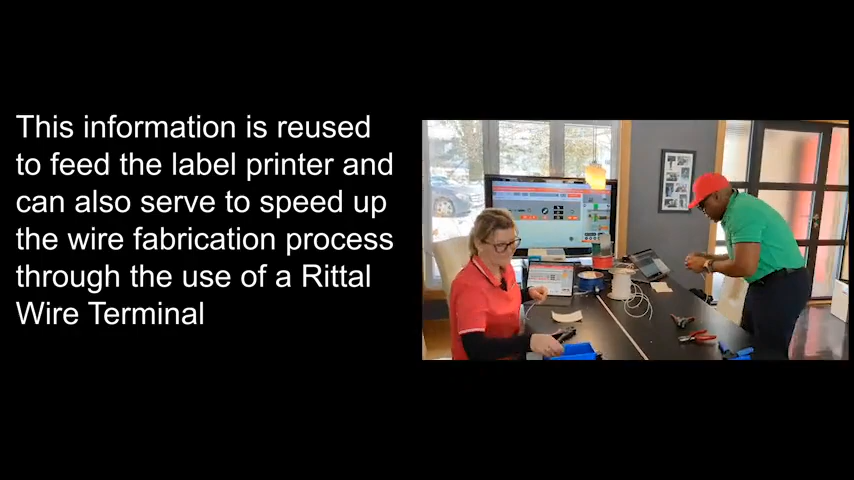 This information is reused
to feed the label printer and
can also serve to speed up
the wire fabrication process
through the use of a Rittal
Wire Terminal